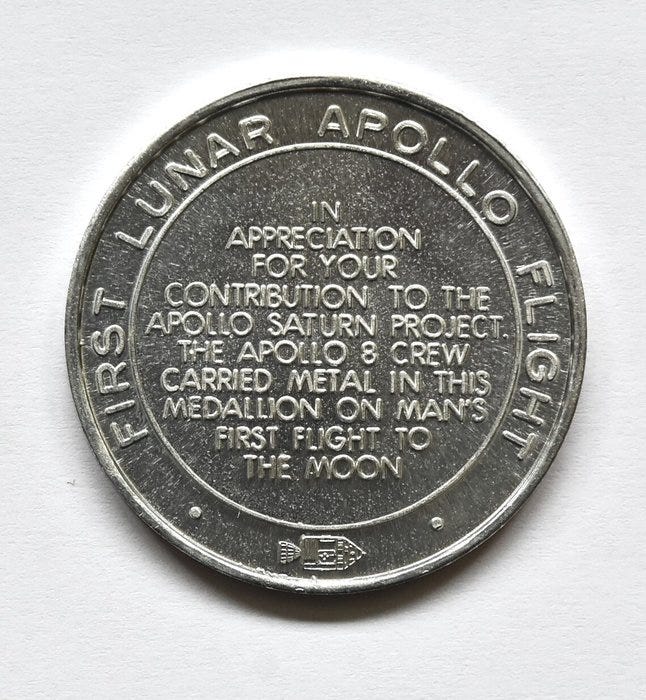 FIRST LUNAR APOLLO FLIGHT
IN
APPRECIATION
FOR YOUR
CONTRIBUTION TO THE
APOLLO SATURN PROJECT.
THE APOLLO 8 CREW
CARRIED METAL IN THIS
MEDALLION ON MAN'S
FIRST FLIGHT TO
THE MOON